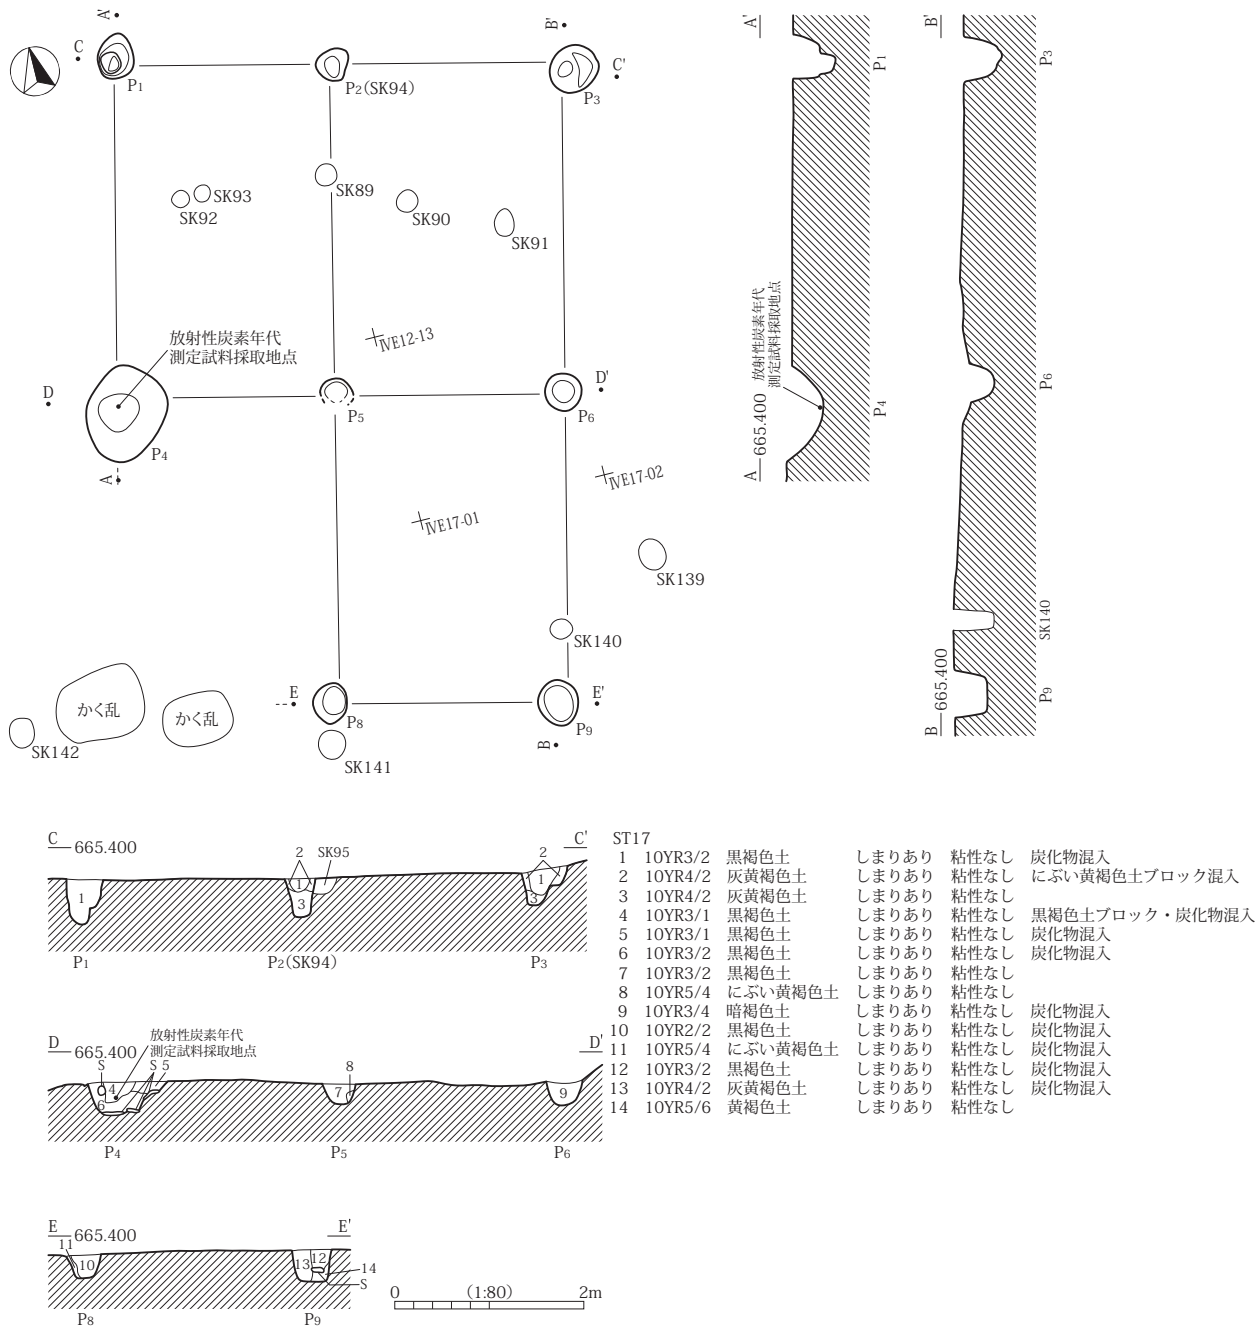 A'
C
P1
P2(SK94)
B'
C'
P3
SK93
SK92
SK89
SK90
SK91
放射性炭素年代
測定試料採取地点
ⅣE12-13
D
P4
A
P5
D'
P6
ⅣE17-02
ⅣE17-01
SK139
SK140
E
P8
E'
P9
B
かく乱
かく乱
SK142
SK141
A'
P1
放射性炭素年代
測定試料採取地点
P4
A
665.400
B'
P3
P6
SK140
P9
B
665.400
C
665.400
C'
2
SK95
2
1
1
3
1
3
P1
P2(SK94)
P3
D
665.400
D'
放射性炭素年代
測定試料採取地点
S
S
5
4
6
8
7
9
P4
P5
P6
E
665.400
E'
11
10
13
12
14
S
P8
P9
0
(1:80)
2m
ST17
1 10YR3/2 黒褐色土 しまりあり 粘性なし 炭化物混入
2 10YR4/2 灰黄褐色土 しまりあり 粘性なし にぶい黄褐色土ブロック混入
3 10YR4/2 灰黄褐色土 しまりあり 粘性なし
4 10YR3/1 黒褐色土 しまりあり 粘性なし 黒褐色土ブロック・炭化物混入
5 10YR3/1 黒褐色土 しまりあり 粘性なし 炭化物混入
6 10YR3/2 黒褐色土 しまりあり 粘性なし 炭化物混入
7 10YR3/2 黒褐色土 しまりあり 粘性なし
8 10YR5/4 にぶい黄褐色土 しまりあり 粘性なし
9 10YR3/4 暗褐色土 しまりあり 粘性なし 炭化物混入
10 10YR2/2 黒褐色土 しまりあり 粘性なし 炭化物混入
11 10YR5/4 にぶい黄褐色土 しまりあり 粘性なし 炭化物混入
12 10YR3/2 黒褐色土 しまりあり 粘性なし 炭化物混入
13 10YR4/2 灰黄褐色土 しまりあり 粘性なし 炭化物混入
14 10YR5/6 黄褐色土 しまりあり 粘性なし